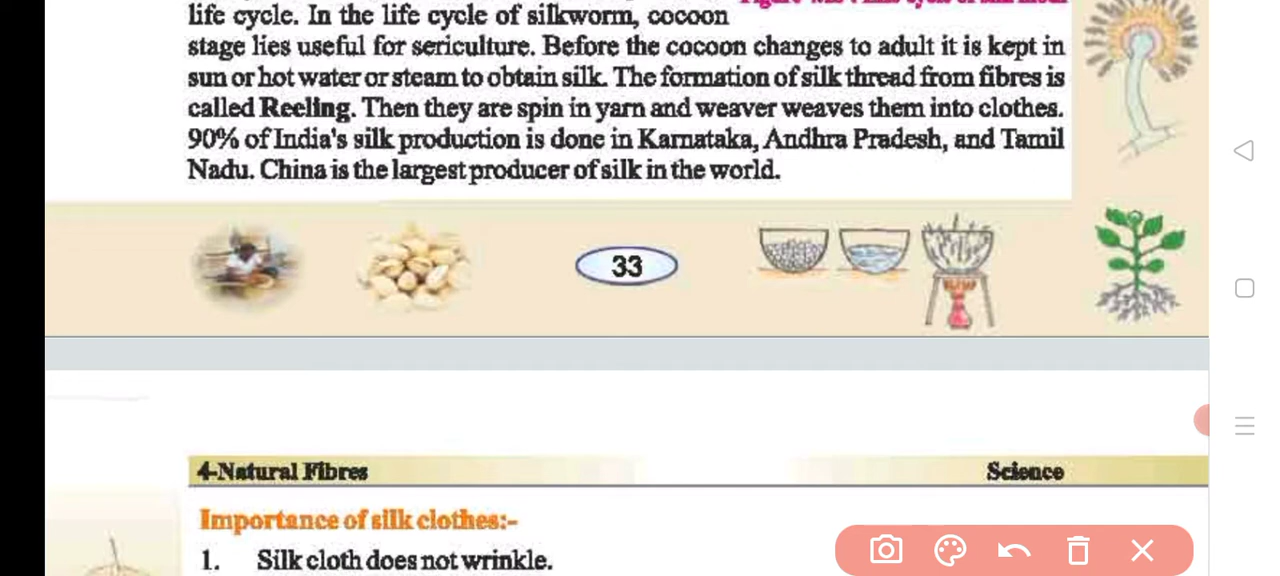 life cycle. In the life cycle of silkworm, cocoon
stage lies useful for sericulture. Before the cocoon changes to adult it is kept in
sun or hot water or steam to obtain silk. The formation of silk thread from fibres is
called Reeling. Then they are spin in yarn and weaver weaves them into clothes.
90% of India's silk production is done in Karnataka, Andhra Pradesh, and Tamil
Nadu. China is the largest producer of silk in the world.
33
4-Natural Fibres Science
Importance of silk clothes:-
1. Silk cloth does not wrinkle.